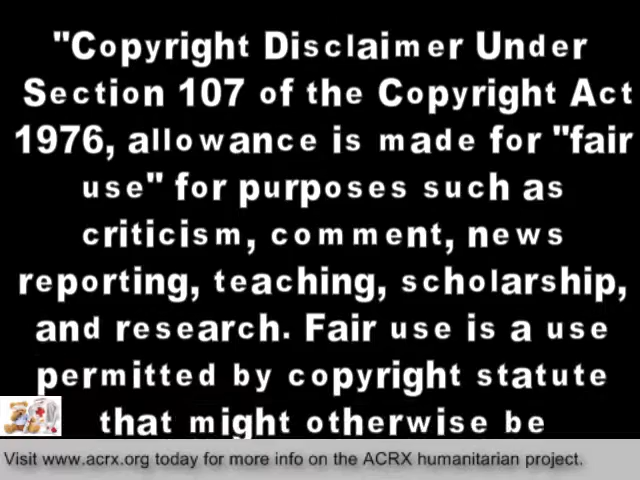 "Copyright Disclaimer Under
Section 107 of the Copyright Act
1976, allowance is made for "fair
use" for purposes such as
criticism, comment, news
reporting, teaching, scholarship,
and research. Fair use is a use
permitted by copyright statute
that might otherwise be
Visit www.acrx.org today for more info on the ACRX humanitarian project.